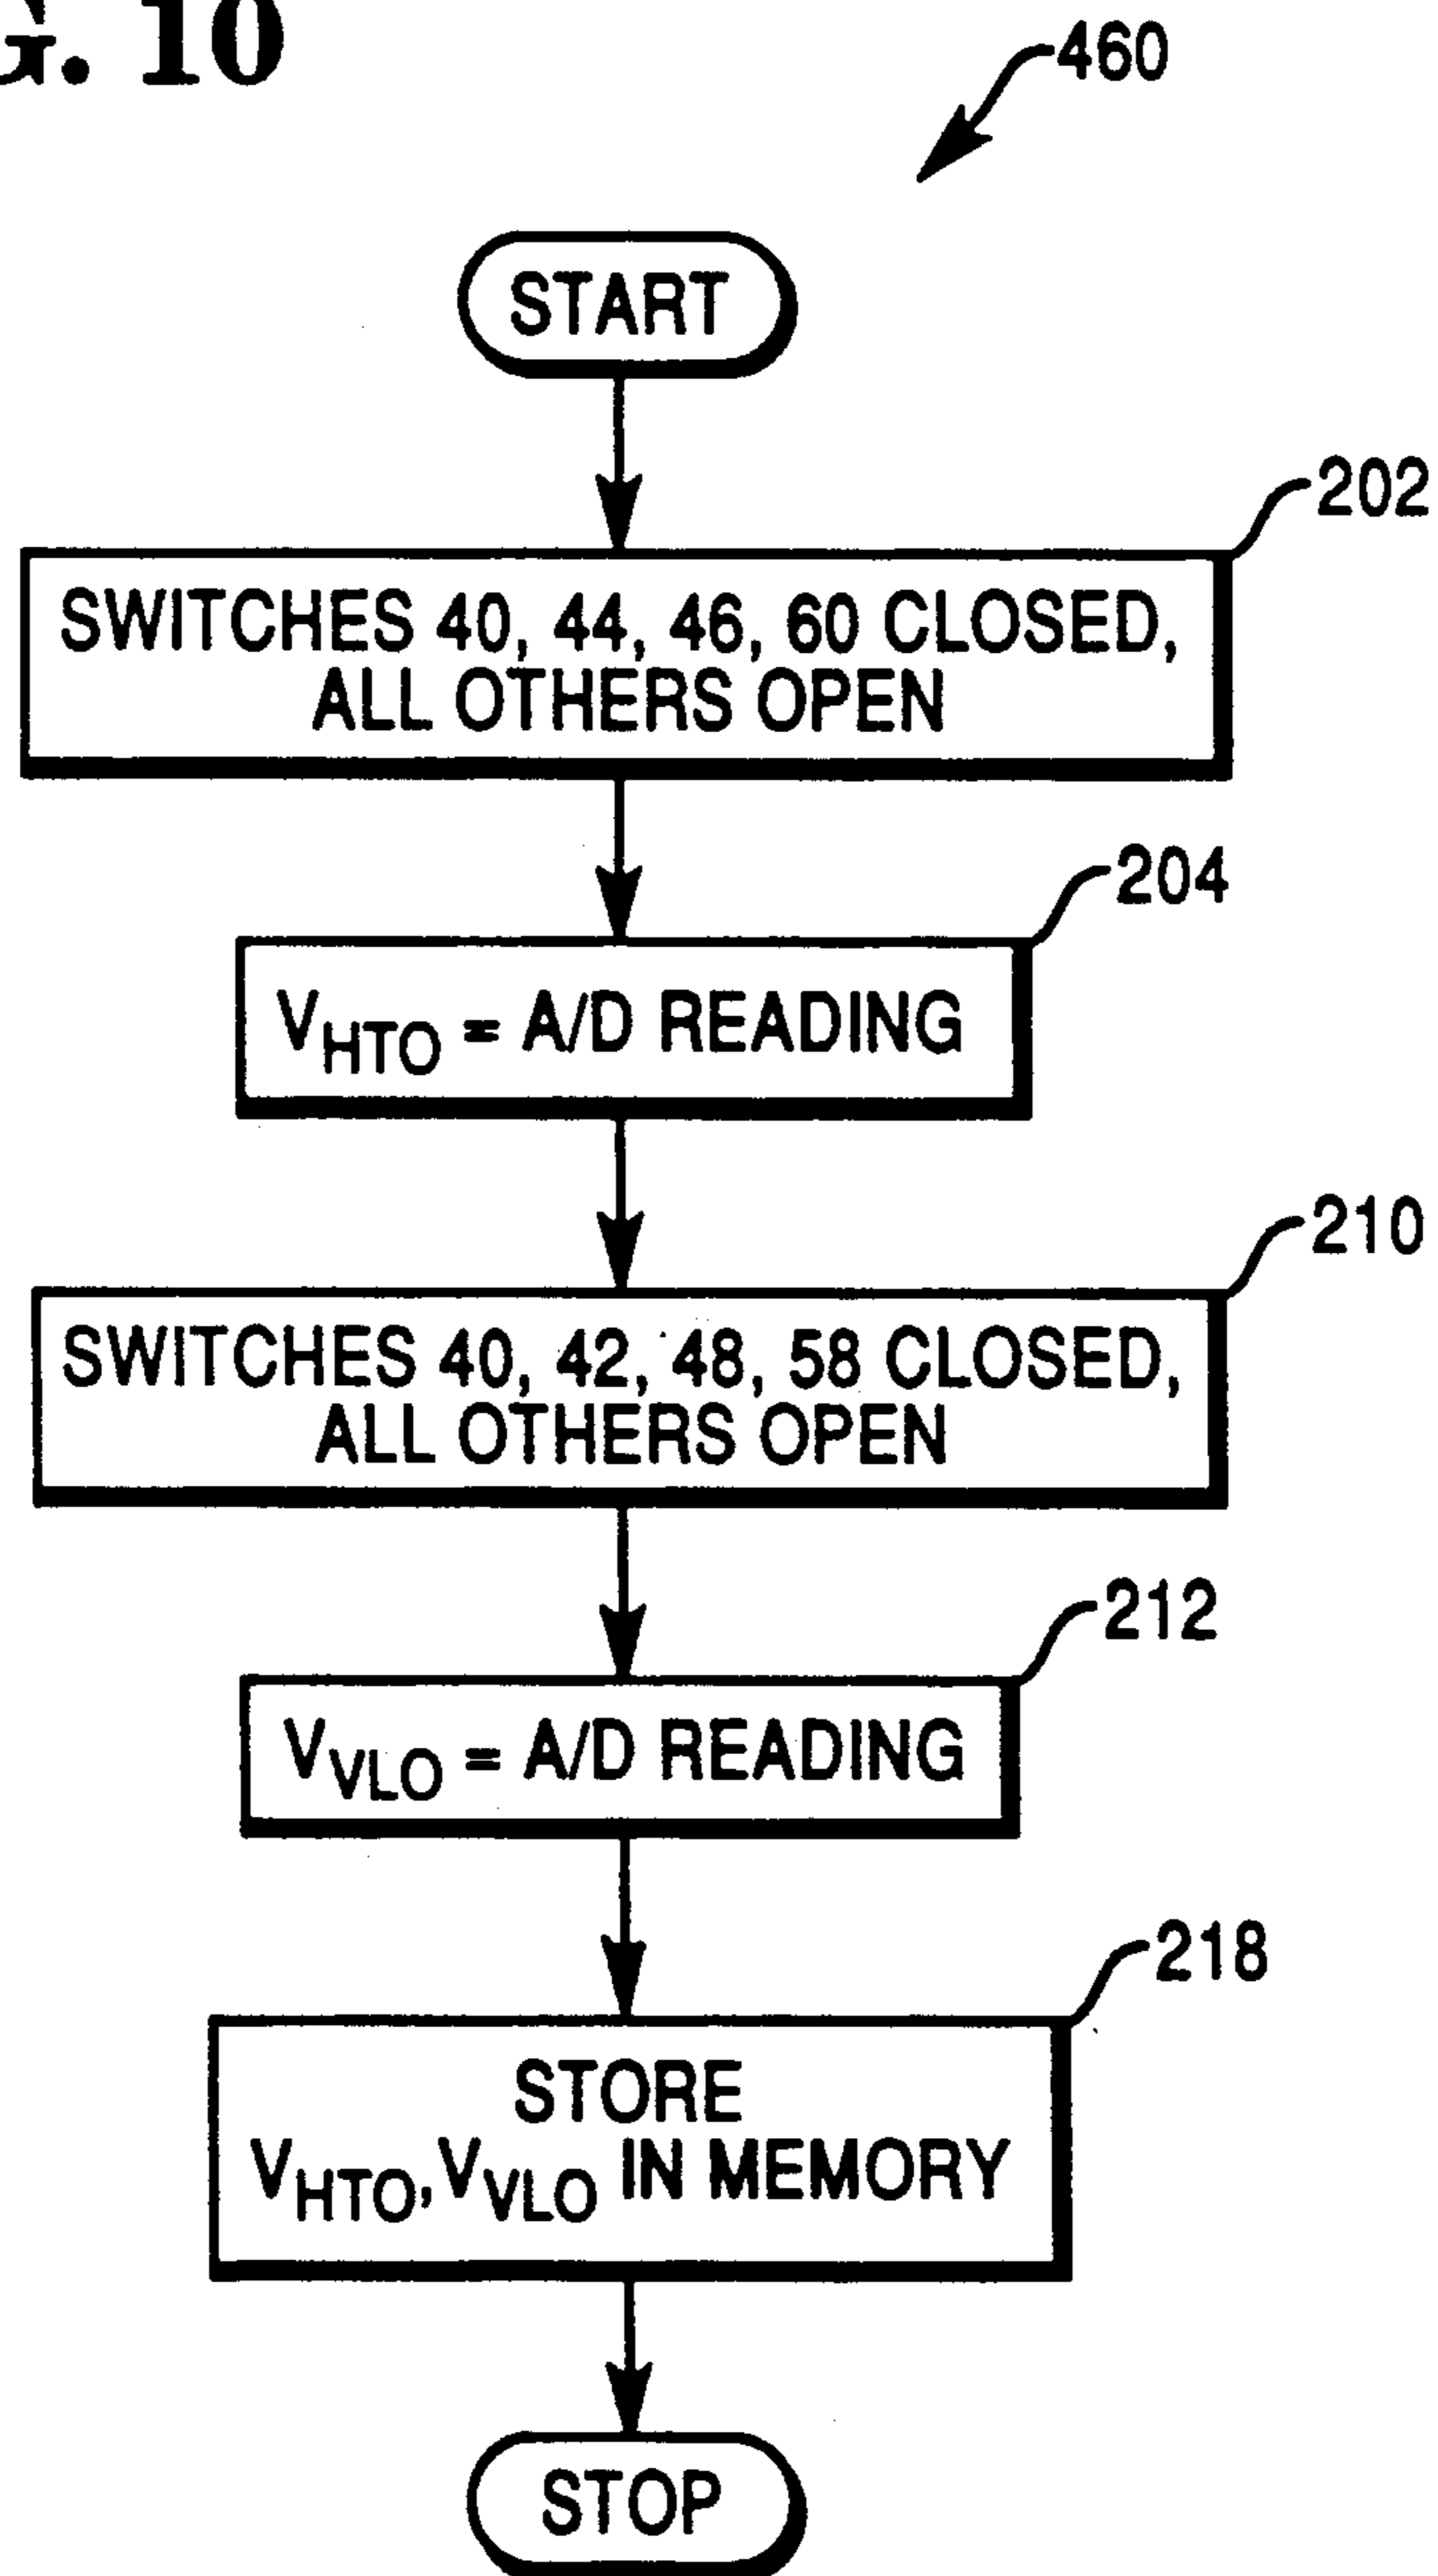 G. 10
460
START
202
SWITCHES 40, 44, 46, 60 CLOSED,
ALL OTHERS OPEN
204
VHTO = A/D READING
210
SWITCHES 40, 42, 48, 58 CLOSED,
ALL OTHERS OPEN
212
VVLO = A/D READING
218
STORE
VHTO, VVLO IN MEMORY
STOP